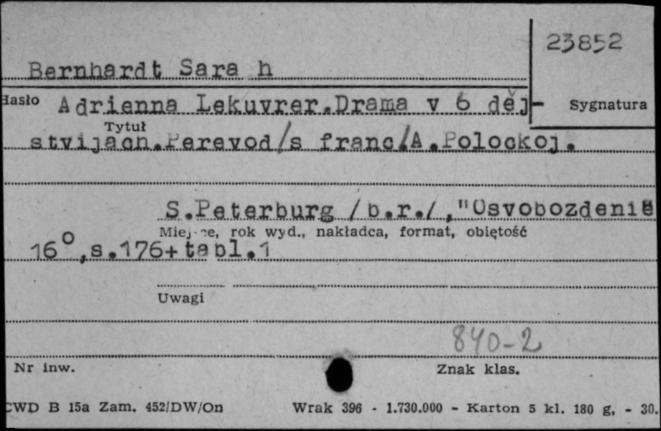 23852
Bernhardt Sara h
Hasło Adrienna Lekuvrer.Drama v 6 děj- Sygnatura
Tytuł
stvijach.Perevod/s franc/A.Polockoj.
S.Peterburg /b.r./,"Osvobozdenie
Miejsce, rok wyd., nakładca, format, objętość
16°,s.176+tabl.1
Uwagi
840-2
Nr inw. Znak klas.
CWD B 15a Zam. 452/DW/On Wrak 396 - 1.730.000 - Karton 5 kl. 180 g, - 30.